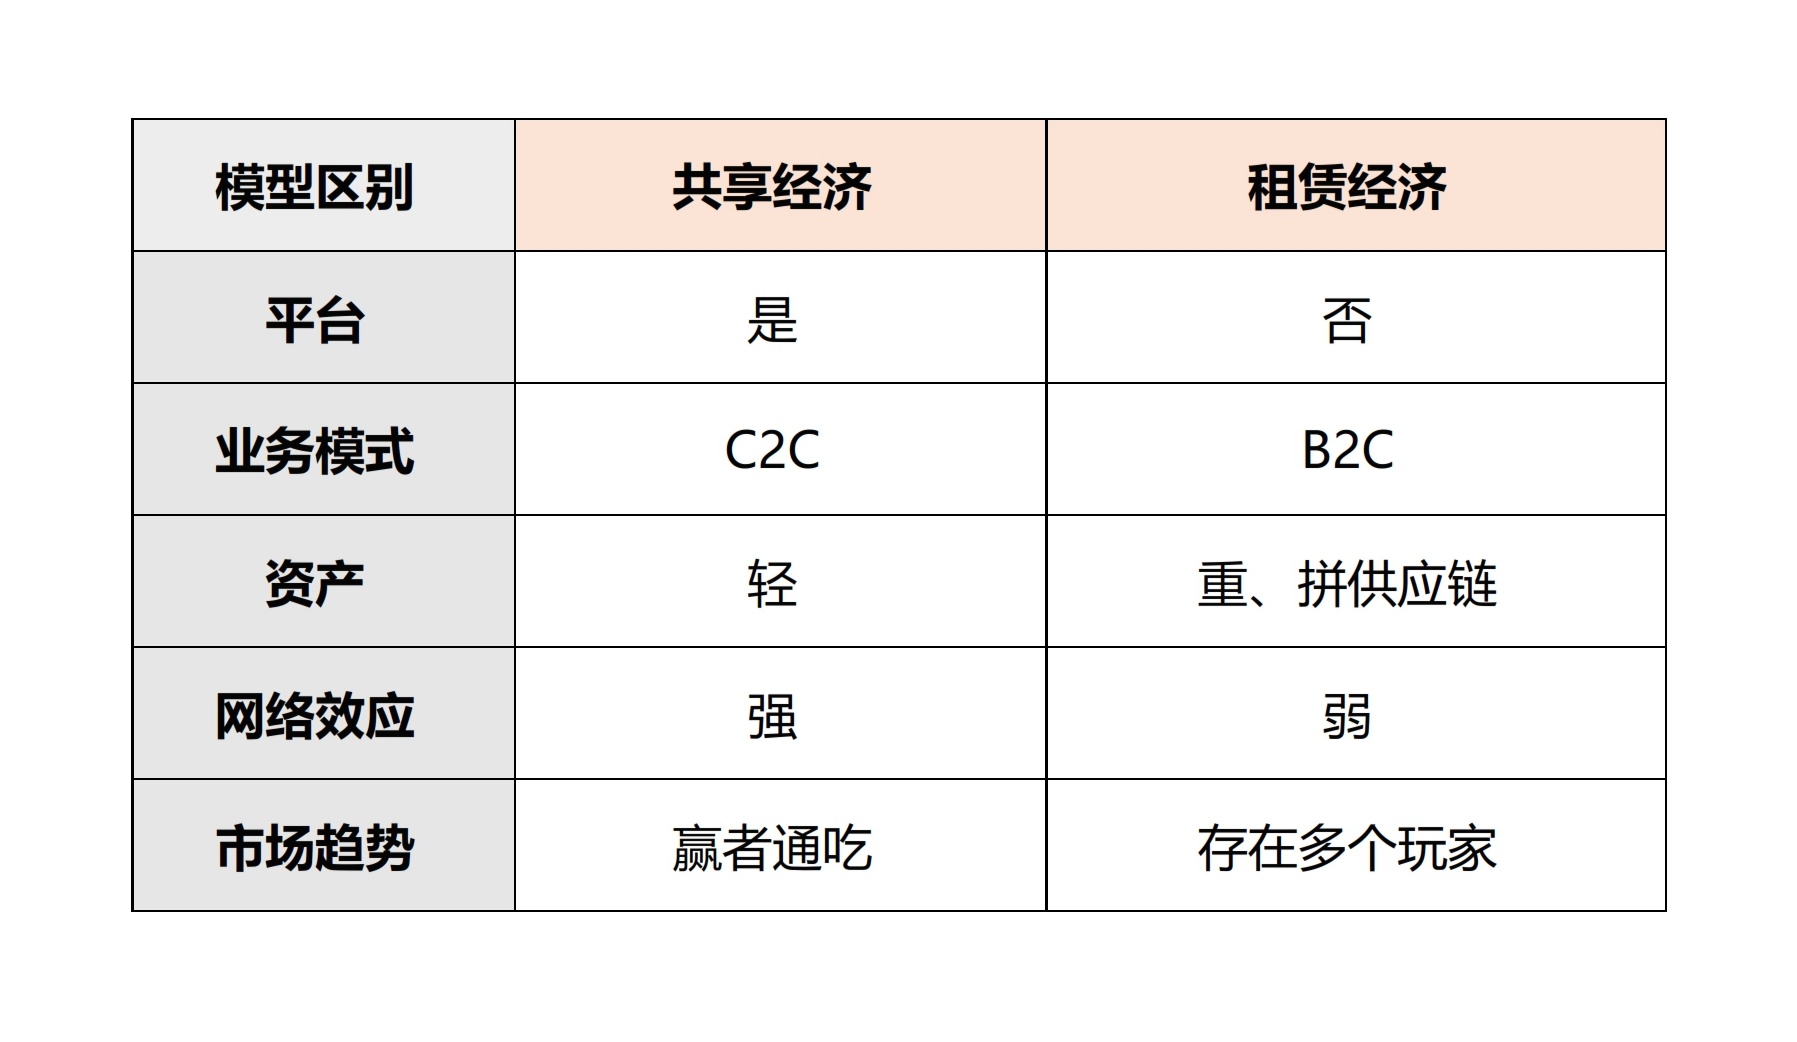 模型区别 共享经济 租赁经济
平台 是 否
业务模式 C2C B2C
资产 轻 重、拼供应链
网络效应 强 弱
市场趋势 赢者通吃 存在多个玩家